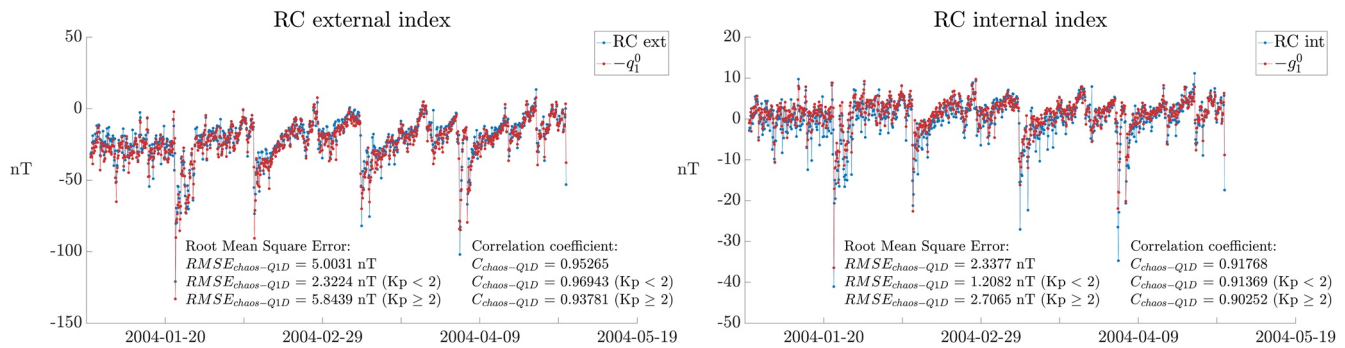 RC external index
50
RC ext
−q₁⁰
0
nT
-50
-100
Root Mean Square Error:
RMSE_{chaos−Q1D} = 5.0031 nT
RMSE_{chaos−Q1D} = 2.3224 nT (Kp < 2)
RMSE_{chaos−Q1D} = 5.8439 nT (Kp ≥ 2)
Correlation coefficient:
C_{chaos−Q1D} = 0.95265
C_{chaos−Q1D} = 0.96943 (Kp < 2)
C_{chaos−Q1D} = 0.93781 (Kp ≥ 2)
-150
2004-01-20 2004-02-29 2004-04-09 2004-05-19
RC internal index
20
RC int
−g₁⁰
10
0
nT
-10
-20
-30
Root Mean Square Error:
RMSE_{chaos−Q1D} = 2.3377 nT
RMSE_{chaos−Q1D} = 1.2082 nT (Kp < 2)
RMSE_{chaos−Q1D} = 2.7065 nT (Kp ≥ 2)
Correlation coefficient:
C_{chaos−Q1D} = 0.91768
C_{chaos−Q1D} = 0.91369 (Kp < 2)
C_{chaos−Q1D} = 0.90252 (Kp ≥ 2)
-40
-50
2004-01-20 2004-02-29 2004-04-09 2004-05-19